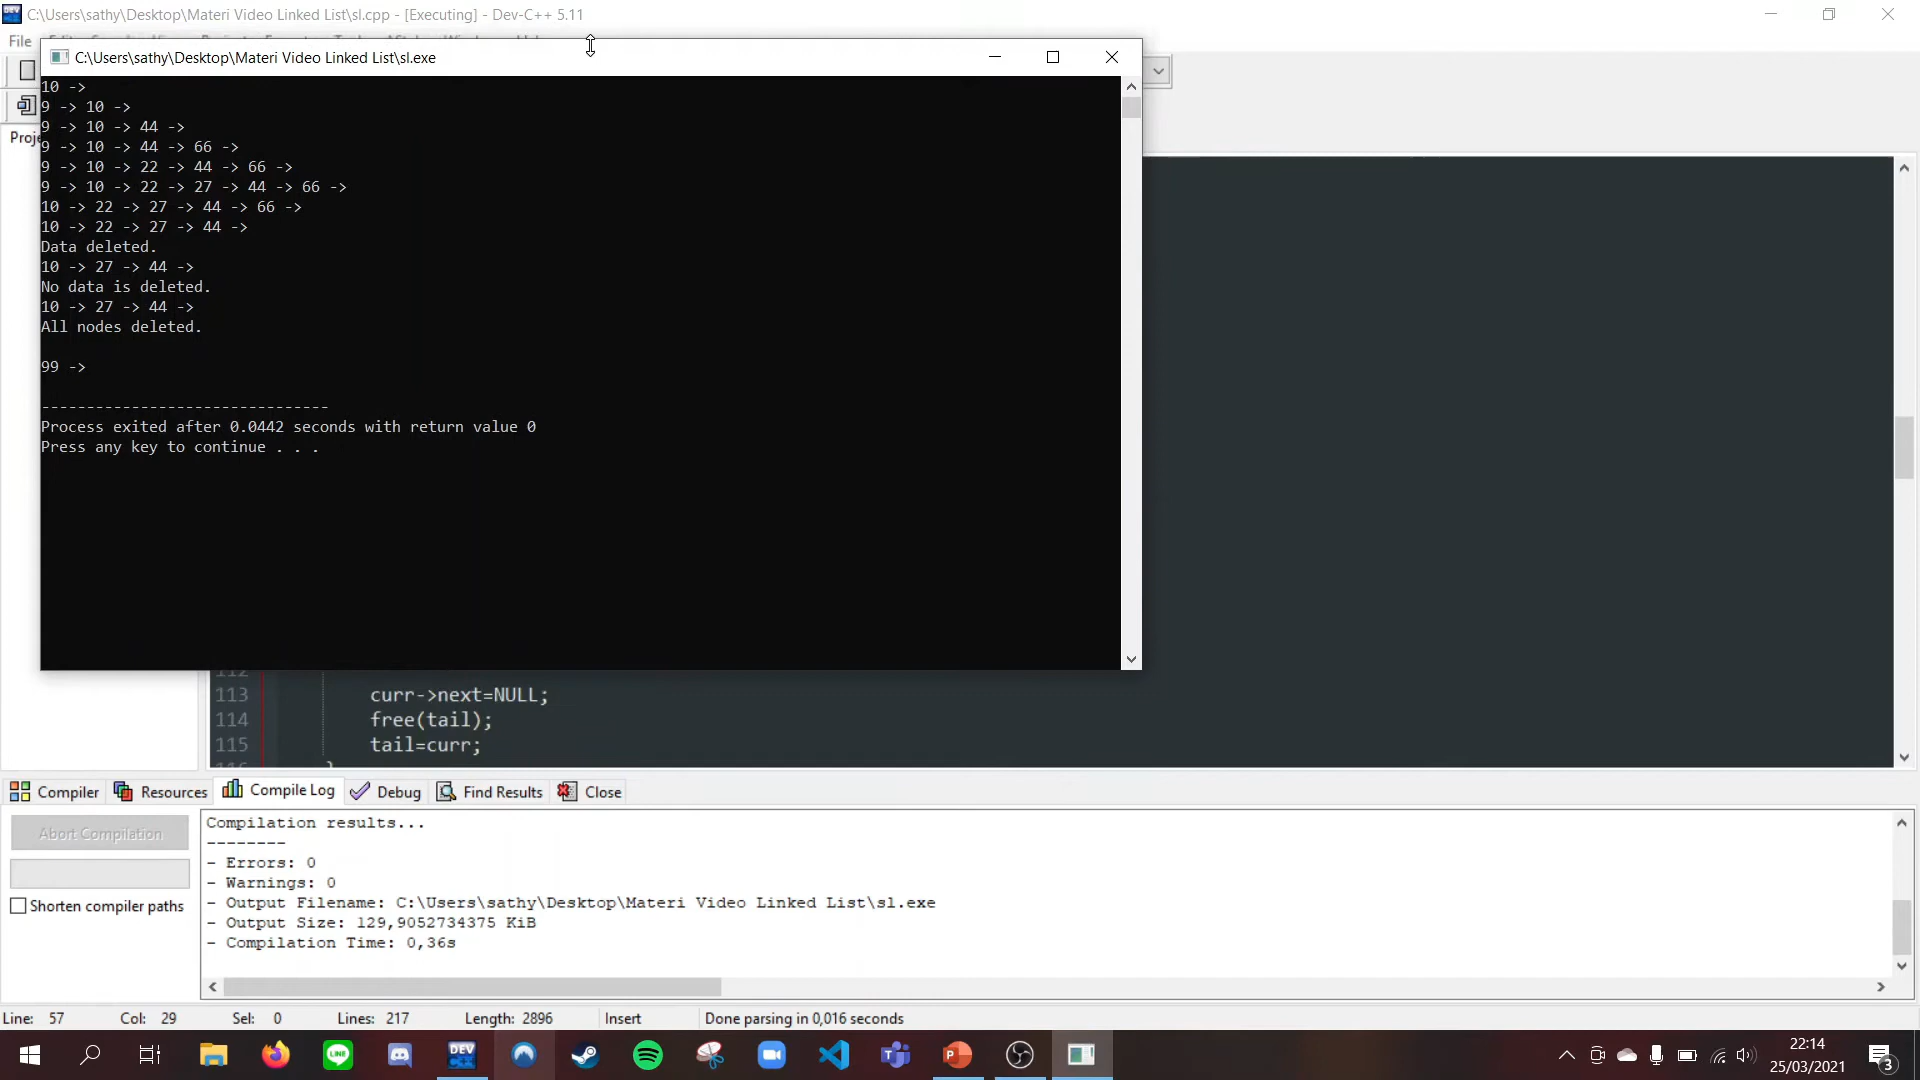 C:\Users\sathy\Desktop\Materi Video Linked List\sl.cpp - [Executing] - Dev-C++ 5.11
File
C:\Users\sathy\Desktop\Materi Video Linked List\sl.exe
10 ->
9 -> 10 ->
9 -> 10 -> 44 ->
9 -> 10 -> 44 -> 66 ->
9 -> 10 -> 22 -> 44 -> 66 ->
9 -> 10 -> 22 -> 27 -> 44 -> 66 ->
10 -> 22 -> 27 -> 44 -> 66 ->
10 -> 22 -> 27 -> 44 ->
Data deleted.
10 -> 27 -> 44 ->
No data is deleted.
10 -> 27 -> 44 ->
All nodes deleted.
99 ->
--------------------------------
Process exited after 0.0442 seconds with return value 0
Press any key to continue . . .
Proje
112
113 curr->next=NULL;
114 free(tail);
115 tail=curr;
Compiler Resources Compile Log Debug Find Results Close
Abort Compilation
Shorten compiler paths
Compilation results...
--------
- Errors: 0
- Warnings: 0
- Output Filename: C:\Users\sathy\Desktop\Materi Video Linked List\sl.exe
- Output Size: 129,9052734375 KiB
- Compilation Time: 0,36s
Line: 57 Col: 29 Sel: 0 Lines: 217 Length: 2896 Insert Done parsing in 0,016 seconds
DEV
LINE
22:14
25/03/2021
3